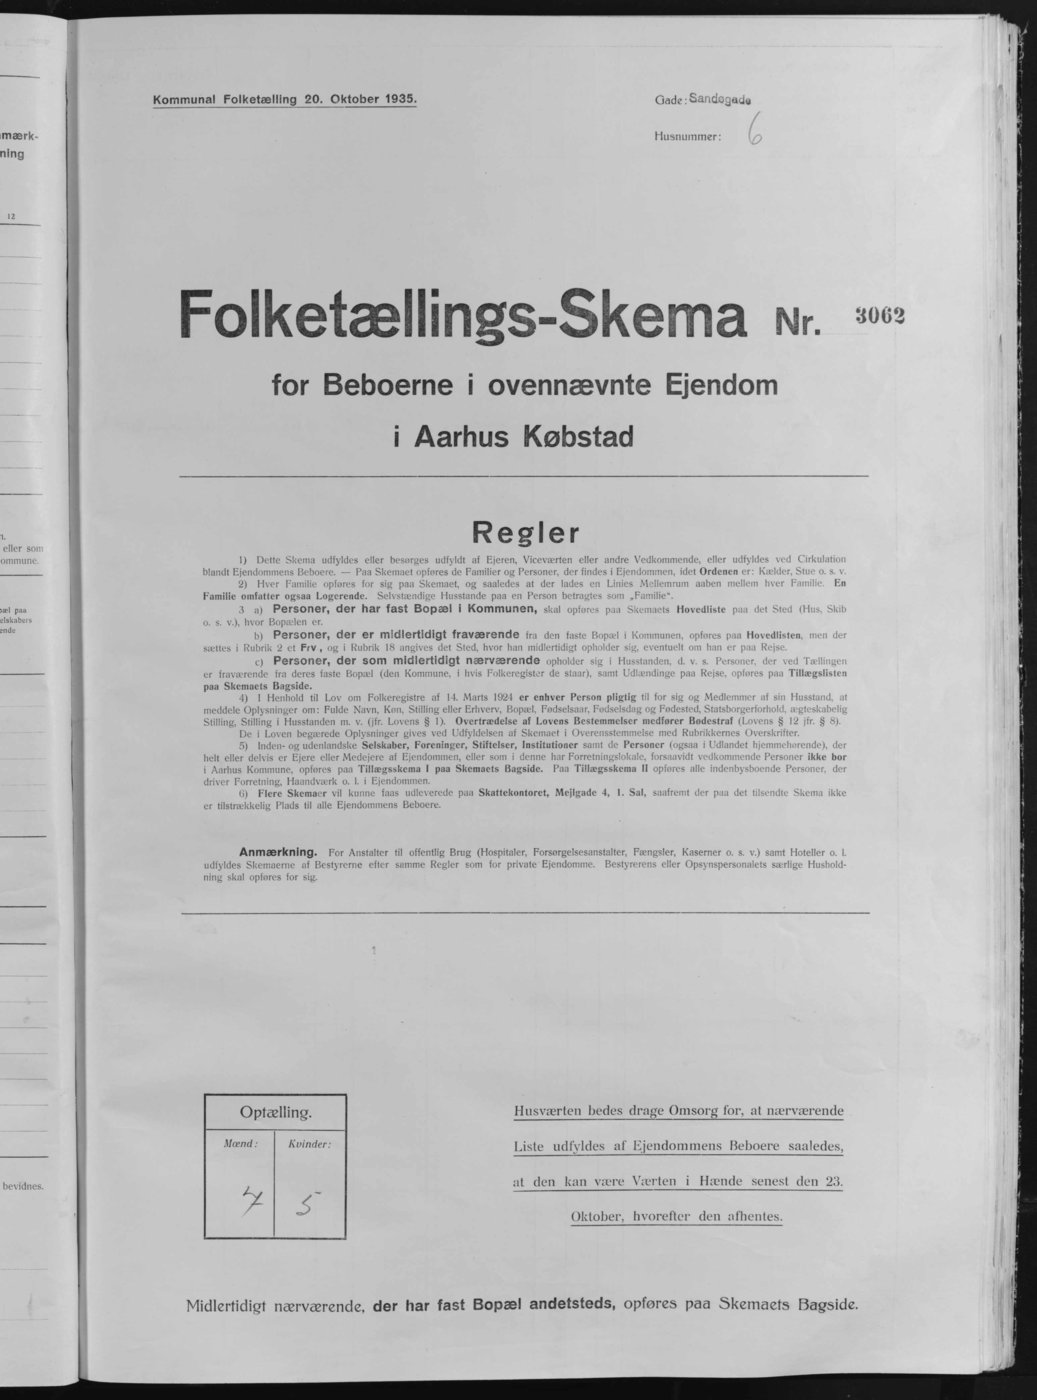 Kommunal Folketælling 20. Oktober 1935.
Gade: Sandogade
Husnummer: 6
Folketællings-Skema Nr. 3062
for Beboerne i ovennævnte Ejendom
i Aarhus Købstad
Regler
1) Dette Skema udfyldes eller besørges udfyldt af Ejeren, Viceværten eller andre Vedkommende, eller udfyldes ved Cirkulation
blandt Ejendommens Beboere. — Paa Skemaet opføres de Familier og Personer, der findes i Ejendommen, idet Ordenen er: Kælder, Stue o. s. v.
2) Hver Familie opføres for sig paa Skemaet, og saaledes at der lades en Linies Mellemrum aaben mellem hver Familie. En
Familie omfatter ogsaa Logerende. Selvstændige Husstande paa en Person betragtes som „Familie“.
3 a) Personer, der har fast Bopæl i Kommunen, skal opføres paa Skemaets Hovedliste paa det Sted (Hus, Skib
o. s. v.), hvor Bopælen er.
b) Personer, der er midlertidigt fraværende fra den faste Bopæl i Kommunen, opføres paa Hovedlisten, men der
sættes i Rubrik 2 et Frv., og i Rubrik 18 angives det Sted, hvor han midlertidigt opholder sig, eventuelt om han er paa Rejse.
c) Personer, der som midlertidigt nærværende opholder sig i Husstanden, d. v. s. Personer, der ved Tællingen
er fraværende fra deres faste Bopæl (den Kommune, i hvis Folkeregister de staar), samt Udlændinge paa Rejse, opføres paa Tillægslisten
paa Skemaets Bagside.
4) I Henhold til Lov om Folkeregistre af 14. Marts 1924 er enhver Person pligtig til for sig og Medlemmer af sin Husstand, at
meddele Oplysninger om: Fulde Navn, Køn, Stilling eller Erhverv, Bopæl, Fødselsaar, Fødselsdag og Fødested, Statsborgerforhold, ægteskabelig
Stilling, Stilling i Husstanden m. v. (jfr. Lovens § 1). Overtrædelse af Lovens Bestemmelser medfører Bødestraf (Lovens § 12 jfr. § 8).
De i Loven begærede Oplysninger gives ved Udfyldelsen af Skemaet i Overensstemmelse med Rubrikkernes Overskrifter.
5) Inden- og udenlandske Selskaber, Foreninger, Stiftelser, Institutioner samt de Personer (ogsaa i Udlandet hjemmehørende), der
helt eller delvis er Ejere eller Medejere af Ejendommen, eller som i denne har Forretningslokale, forsaavidt vedkommende Personer ikke bor
i Aarhus Kommune, opføres paa Tillægsskema I paa Skemaets Bagside. Paa Tillægsskema II opføres alle indenbysboende Personer, der
driver Forretning, Haandværk o. l. i Ejendommen.
6) Flere Skemaer vil kunne faas udleverede paa Skattekontoret, Mejlgade 4, 1. Sal, saafremt der paa det tilsendte Skema ikke
er tilstrækkelig Plads til alle Ejendommens Beboere.
Anmærkning. For Anstalter til offentlig Brug (Hospitaler, Forsørgelsesanstalter, Fængsler, Kaserner o. s. v.) samt Hoteller o. l.
udfyldes Skemaerne af Bestyrerne efter samme Regler som for private Ejendomme. Bestyrerens eller Opsynspersonalets særlige Hushold-
ning skal opføres for sig.
Optælling.
Mænd: Kvinder:
4 5
Husværten bedes drage Omsorg for, at nærværende
Liste udfyldes af Ejendommens Beboere saaledes,
at den kan være Værten i Hænde senest den 23.
Oktober, hvorefter den afhentes.
Midlertidigt nærværende, der har fast Bopæl andetsteds, opføres paa Skemaets Bagside.
mærk-
ning
12
eller som
ommune.
pæl paa
elskabers
ende
bevidnes.